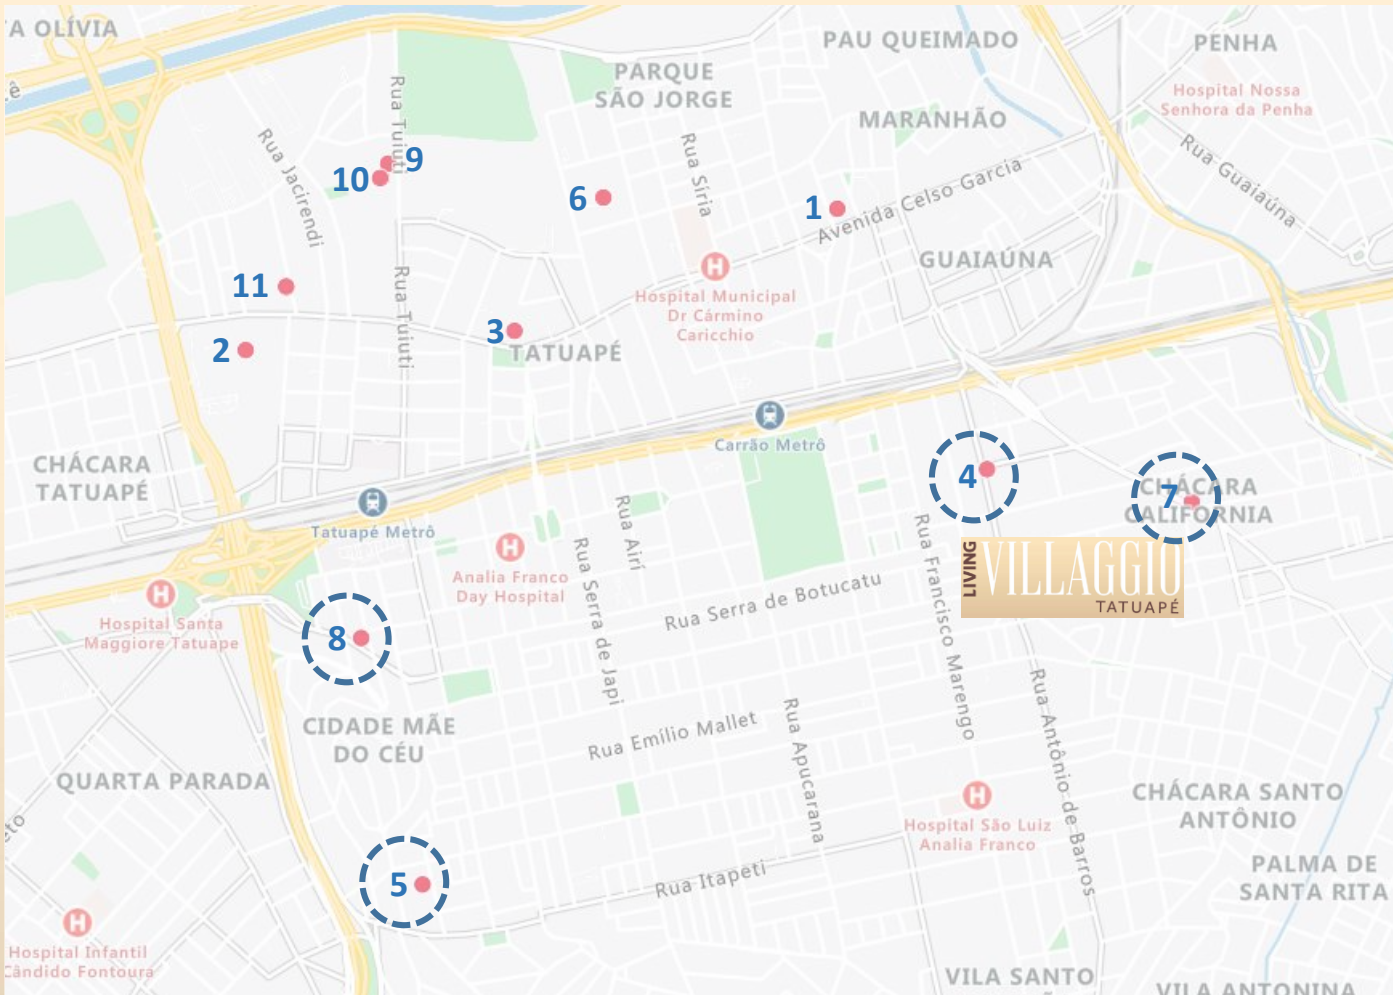 A OLÍVIA
PAU QUEIMADO
PENHA
PARQUE
SÃO JORGE
Hospital Nossa
Senhora da Penha
Rua Tuiuti
MARANHÃO
Rua Jacirendi
Rua Síria
Rua Guaiaúna
9
10
6
1
Avenida Celso Garcia
GUAIAÚNA
H
Hospital Municipal
Dr Cármino
Caricchio
11
Rua Tuiuti
3
TATUAPÉ
2
Carrão Metrô
CHÁCARA
TATUAPÉ
4
7
CHÁCARA
CALIFÓRNIA
Tatuapé Metrô
Rua Airí
Rua Serra de Japi
H
Analia Franco
Day Hospital
Rua Francisco Marengo
LIVING
VILLAGGIO
TATUAPÉ
Rua Serra de Botucatu
H
Hospital Santa
Maggiore Tatuape
8
Rua Antônio de Barros
CIDADE MÃE
DO CÉU
Rua Emílio Mallet
Rua Apucarana
QUARTA PARADA
H
Hospital São Luiz
Analia Franco
CHÁCARA SANTO
ANTÔNIO
eto
5
Rua Itapeti
PALMA DE
SANTA RITA
H
Hospital Infantil
Cândido Fontoura
VILA SANTO
VILA ANTONINA